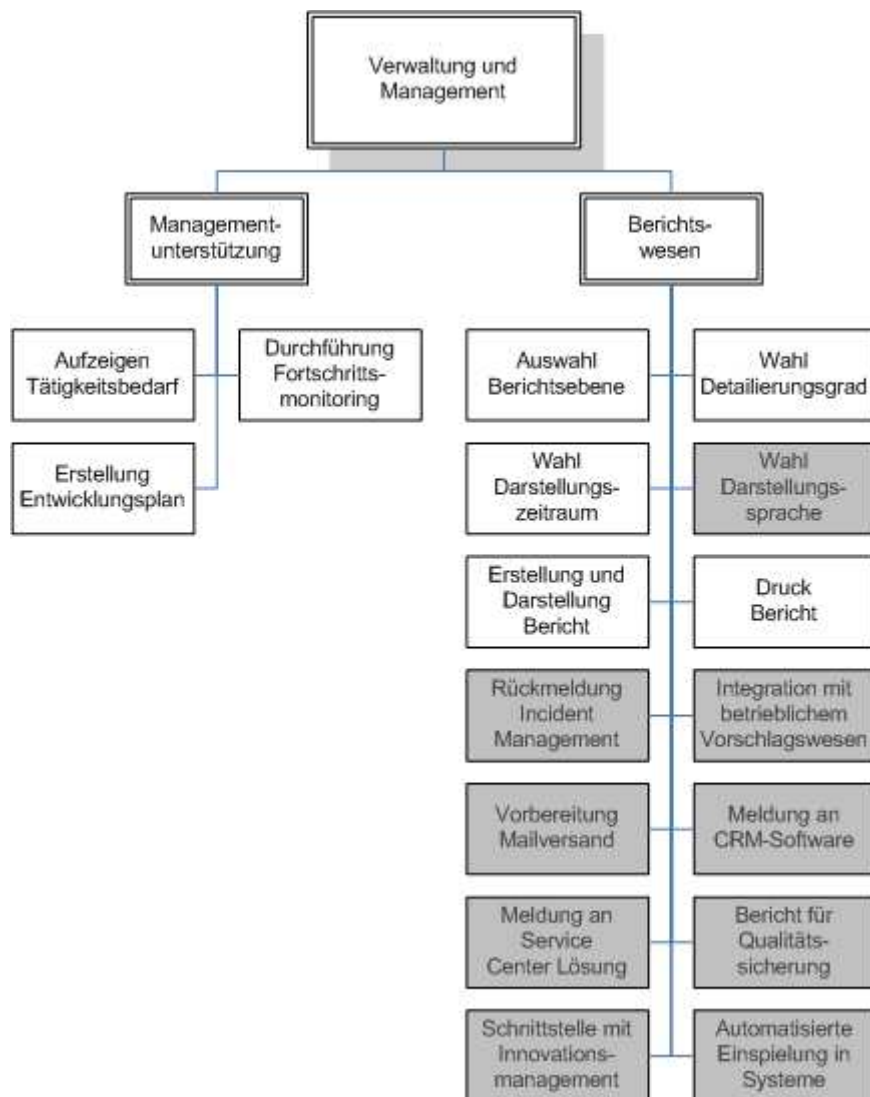 Verwaltung und
Management
Management-
unterstützung
Berichts-
wesen
Aufzeigen
Tätigkeitsbedarf
Durchführung
Fortschritts-
monitoring
Erstellung
Entwicklungsplan
Auswahl
Berichtsebene
Wahl
Detailierungsgrad
Wahl
Darstellungs-
zeitraum
Wahl
Darstellungs-
sprache
Erstellung und
Darstellung
Bericht
Druck
Bericht
Rückmeldung
Incident
Management
Integration mit
betrieblichem
Vorschlagswesen
Vorbereitung
Mailversand
Meldung an
CRM-Software
Meldung an
Service
Center Lösung
Bericht für
Qualitäts-
sicherung
Schnittstelle mit
Innovations-
management
Automatisierte
Einspielung in
Systeme